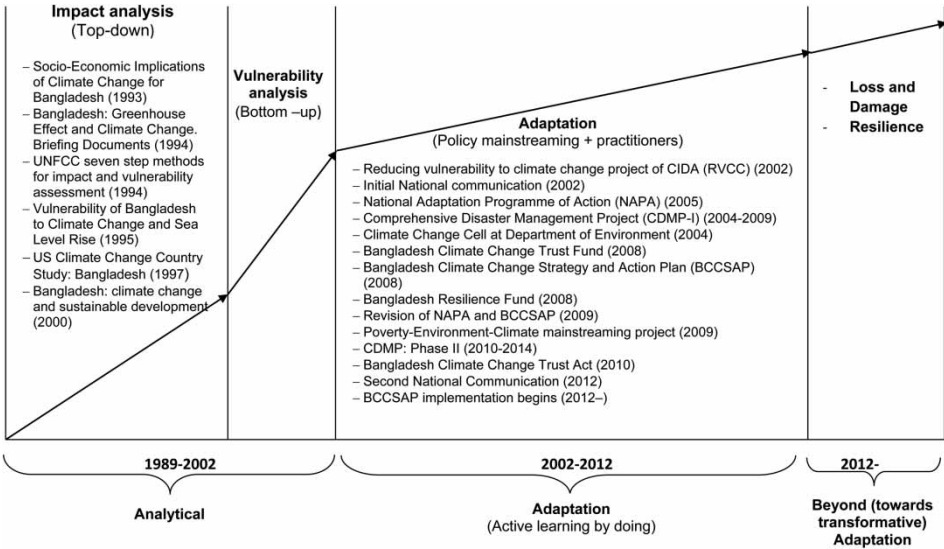 Impact analysis
(Top-down)
– Socio-Economic Implications
of Climate Change for
Bangladesh (1993)
– Bangladesh: Greenhouse
Effect and Climate Change.
Briefing Documents (1994)
– UNFCC seven step methods
for impact and vulnerability
assessment (1994)
– Vulnerability of Bangladesh
to Climate Change and Sea
Level Rise (1995)
– US Climate Change Country
Study: Bangladesh (1997)
– Bangladesh: climate change
and sustainable development
(2000)
Vulnerability
analysis
(Bottom –up)
Adaptation
(Policy mainstreaming + practitioners)
– Reducing vulnerability to climate change project of CIDA (RVCC) (2002)
– Initial National communication (2002)
– National Adaptation Programme of Action (NAPA) (2005)
– Comprehensive Disaster Management Project (CDMP-I) (2004-2009)
– Climate Change Cell at Department of Environment (2004)
– Bangladesh Climate Change Trust Fund (2008)
– Bangladesh Climate Change Strategy and Action Plan (BCCSAP)
(2008)
– Bangladesh Resilience Fund (2008)
– Revision of NAPA and BCCSAP (2009)
– Poverty-Environment-Climate mainstreaming project (2009)
– CDMP: Phase II (2010-2014)
– Bangladesh Climate Change Trust Act (2010)
– Second National Communication (2012)
– BCCSAP implementation begins (2012–)
- Loss and
Damage
- Resilience
1989-2002
2002-2012
2012-
Analytical
Adaptation
(Active learning by doing)
Beyond (towards
transformative)
Adaptation